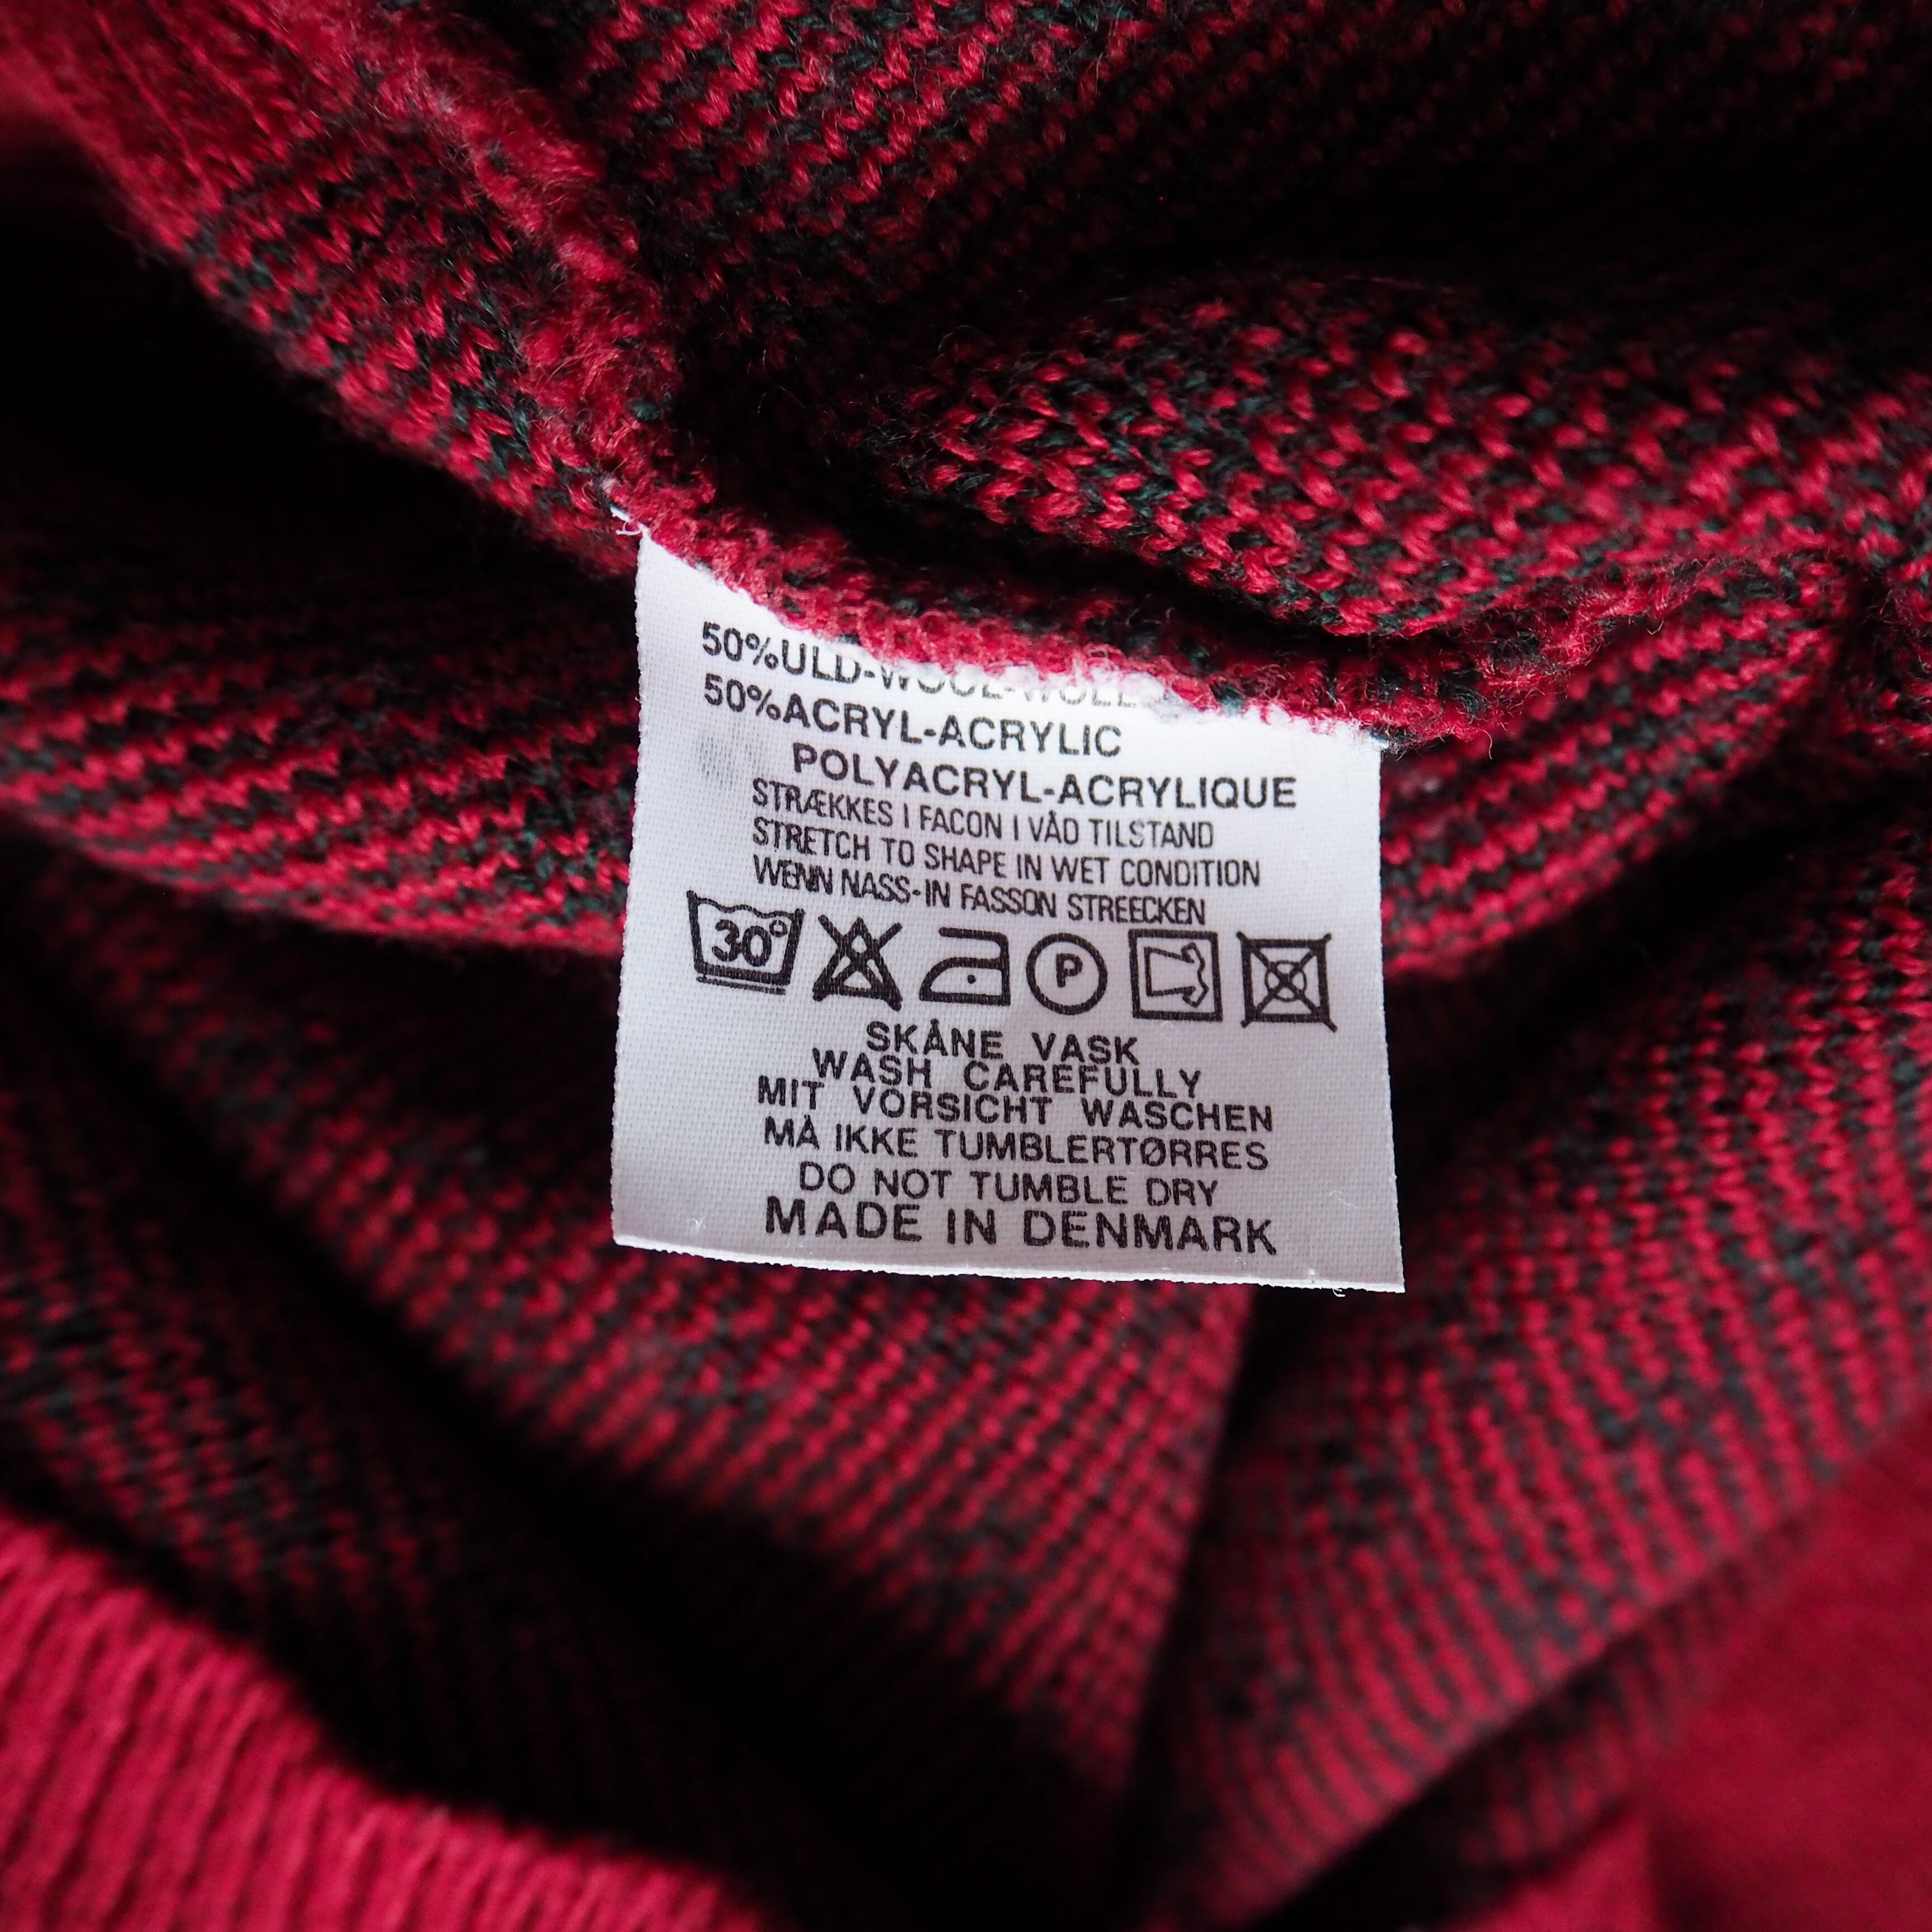 50%ULD-WOOL-WOLLE
50%ACRYL-ACRYLIC
POLYACRYL-ACRYLIQUE
STRÆKKES I FACON I VÅD TILSTAND
STRETCH TO SHAPE IN WET CONDITION
WENN NASS-IN FASSON STREECKEN
30° P
SKÅNE VASK
WASH CAREFULLY
MIT VORSICHT WASCHEN
MÅ IKKE TUMBLERTØRRES
DO NOT TUMBLE DRY
MADE IN DENMARK